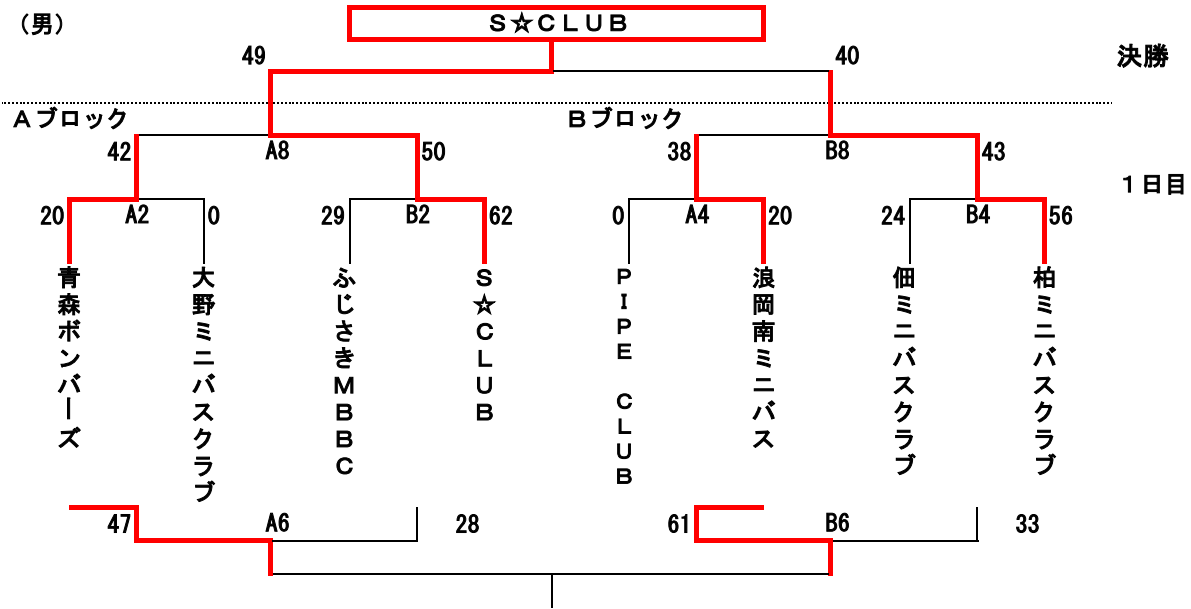 （男）
S☆CLUB
49
40
決勝
Aブロック
Bブロック
42
A8
50
38
B8
43
1日目
20
A2
0
29
B2
62
0
A4
20
24
B4
56
青森ボンバーズ
大野ミニバスクラブ
ふじさきMBBC
S☆CLUB
PIPE CLUB
浪岡南ミニバス
佃ミニバスクラブ
柏ミニバスクラブ
47
A6
28
61
B6
33